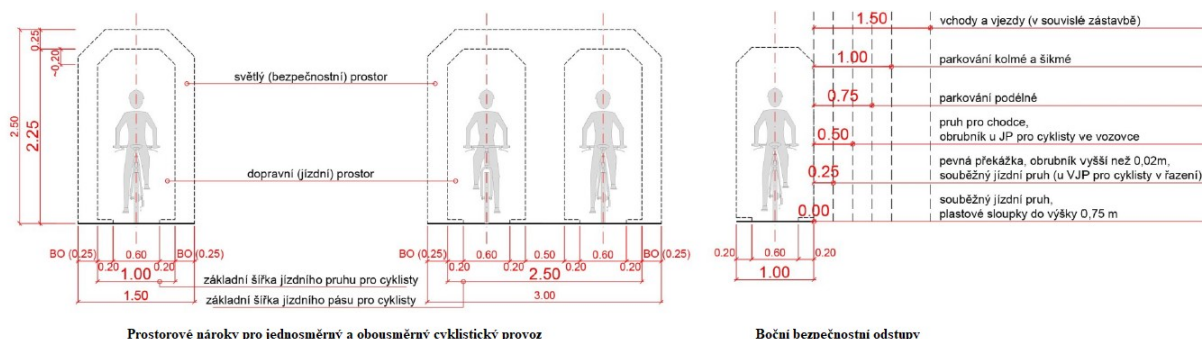 0.25
~0,20
2.50
2.25
světlý (bezpečnostní) prostor
dopravní (jízdní) prostor
BO (0.25) 0.60 BO (0.25)
0.20 0.20
1.00
1.50
BO (0.25) 0.60 0.50 0.60 BO (0.25)
0.20 0.20 0.20 0.20
2.50
3.00
základní šířka jízdního pruhu pro cyklisty
základní šířka jízdního pásu pro cyklisty
Prostorové nároky pro jednosměrný a obousměrný cyklistický provoz
1.50 vchody a vjezdy (v souvislé zástavbě)
1.00 parkování kolmé a šikmé
0.75 parkování podélné
0.50 pruh pro chodce,
obrubník u JP pro cyklisty ve vozovce
0.25 pevná překážka, obrubník vyšší než 0,02m,
souběžný jízdní pruh (u VJP pro cyklisty v řazení)
0.00 souběžný jízdní pruh,
plastové sloupky do výšky 0,75 m
0.20 0.60 0.20
1.00
Boční bezpečnostní odstupy